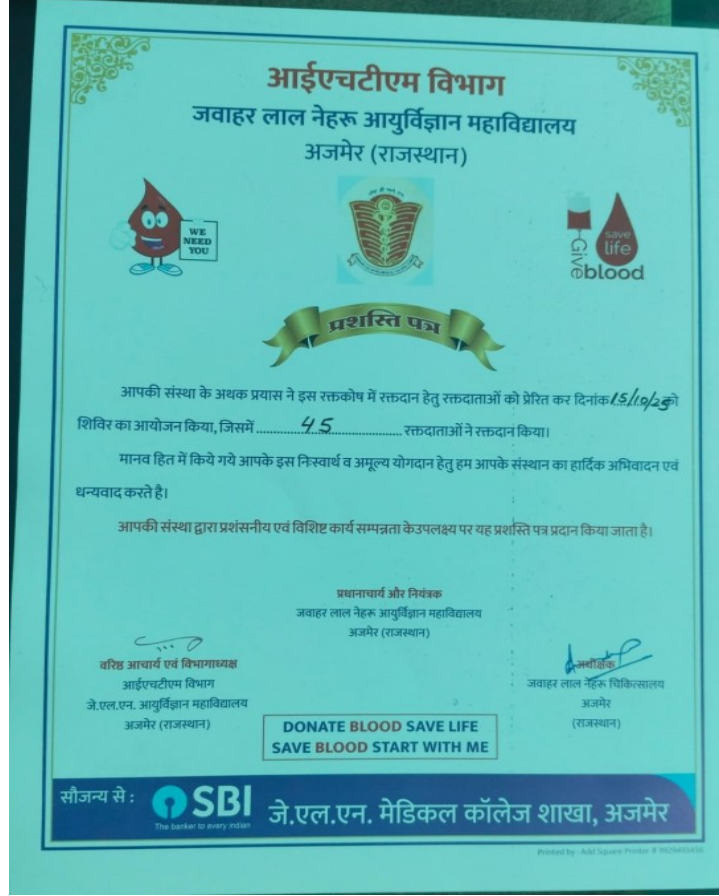 आईएचटीएम विभाग
जवाहर लाल नेहरू आयुर्विज्ञान महाविद्यालय
अजमेर (राजस्थान)
WE
NEED
YOU
save
life
Give
blood
प्रशस्ति पत्र
आपकी संस्था के अथक प्रयास ने इस रक्तकोष में रक्तदान हेतु रक्तदाताओं को प्रेरित कर दिनांक 15/10/25 को
शिविर का आयोजन किया, जिसमें ........ 45 ........ रक्तदाताओं ने रक्तदान किया।
मानव हित में किये गये आपके इस निःस्वार्थ व अमूल्य योगदान हेतु हम आपके संस्थान का हार्दिक अभिवादन एवं
धन्यवाद करते है।
आपकी संस्था द्वारा प्रशंसनीय एवं विशिष्ट कार्य सम्पन्नता केउपलक्ष्य पर यह प्रशस्ति पत्र प्रदान किया जाता है।
प्रधानाचार्य और नियंत्रक
जवाहर लाल नेहरू आयुर्विज्ञान महाविद्यालय
अजमेर (राजस्थान)
वरिष्ठ आचार्य एवं विभागाध्यक्ष
आईएचटीएम विभाग
जे.एल.एन. आयुर्विज्ञान महाविद्यालय
अजमेर (राजस्थान)
अधीक्षक
जवाहर लाल नेहरू चिकित्सालय
अजमेर
(राजस्थान)
DONATE BLOOD SAVE LIFE
SAVE BLOOD START WITH ME
सौजन्य से :
SBI
The banker to every indian
जे.एल.एन. मेडिकल कॉलेज शाखा, अजमेर
Printed by : Add Square Printer #